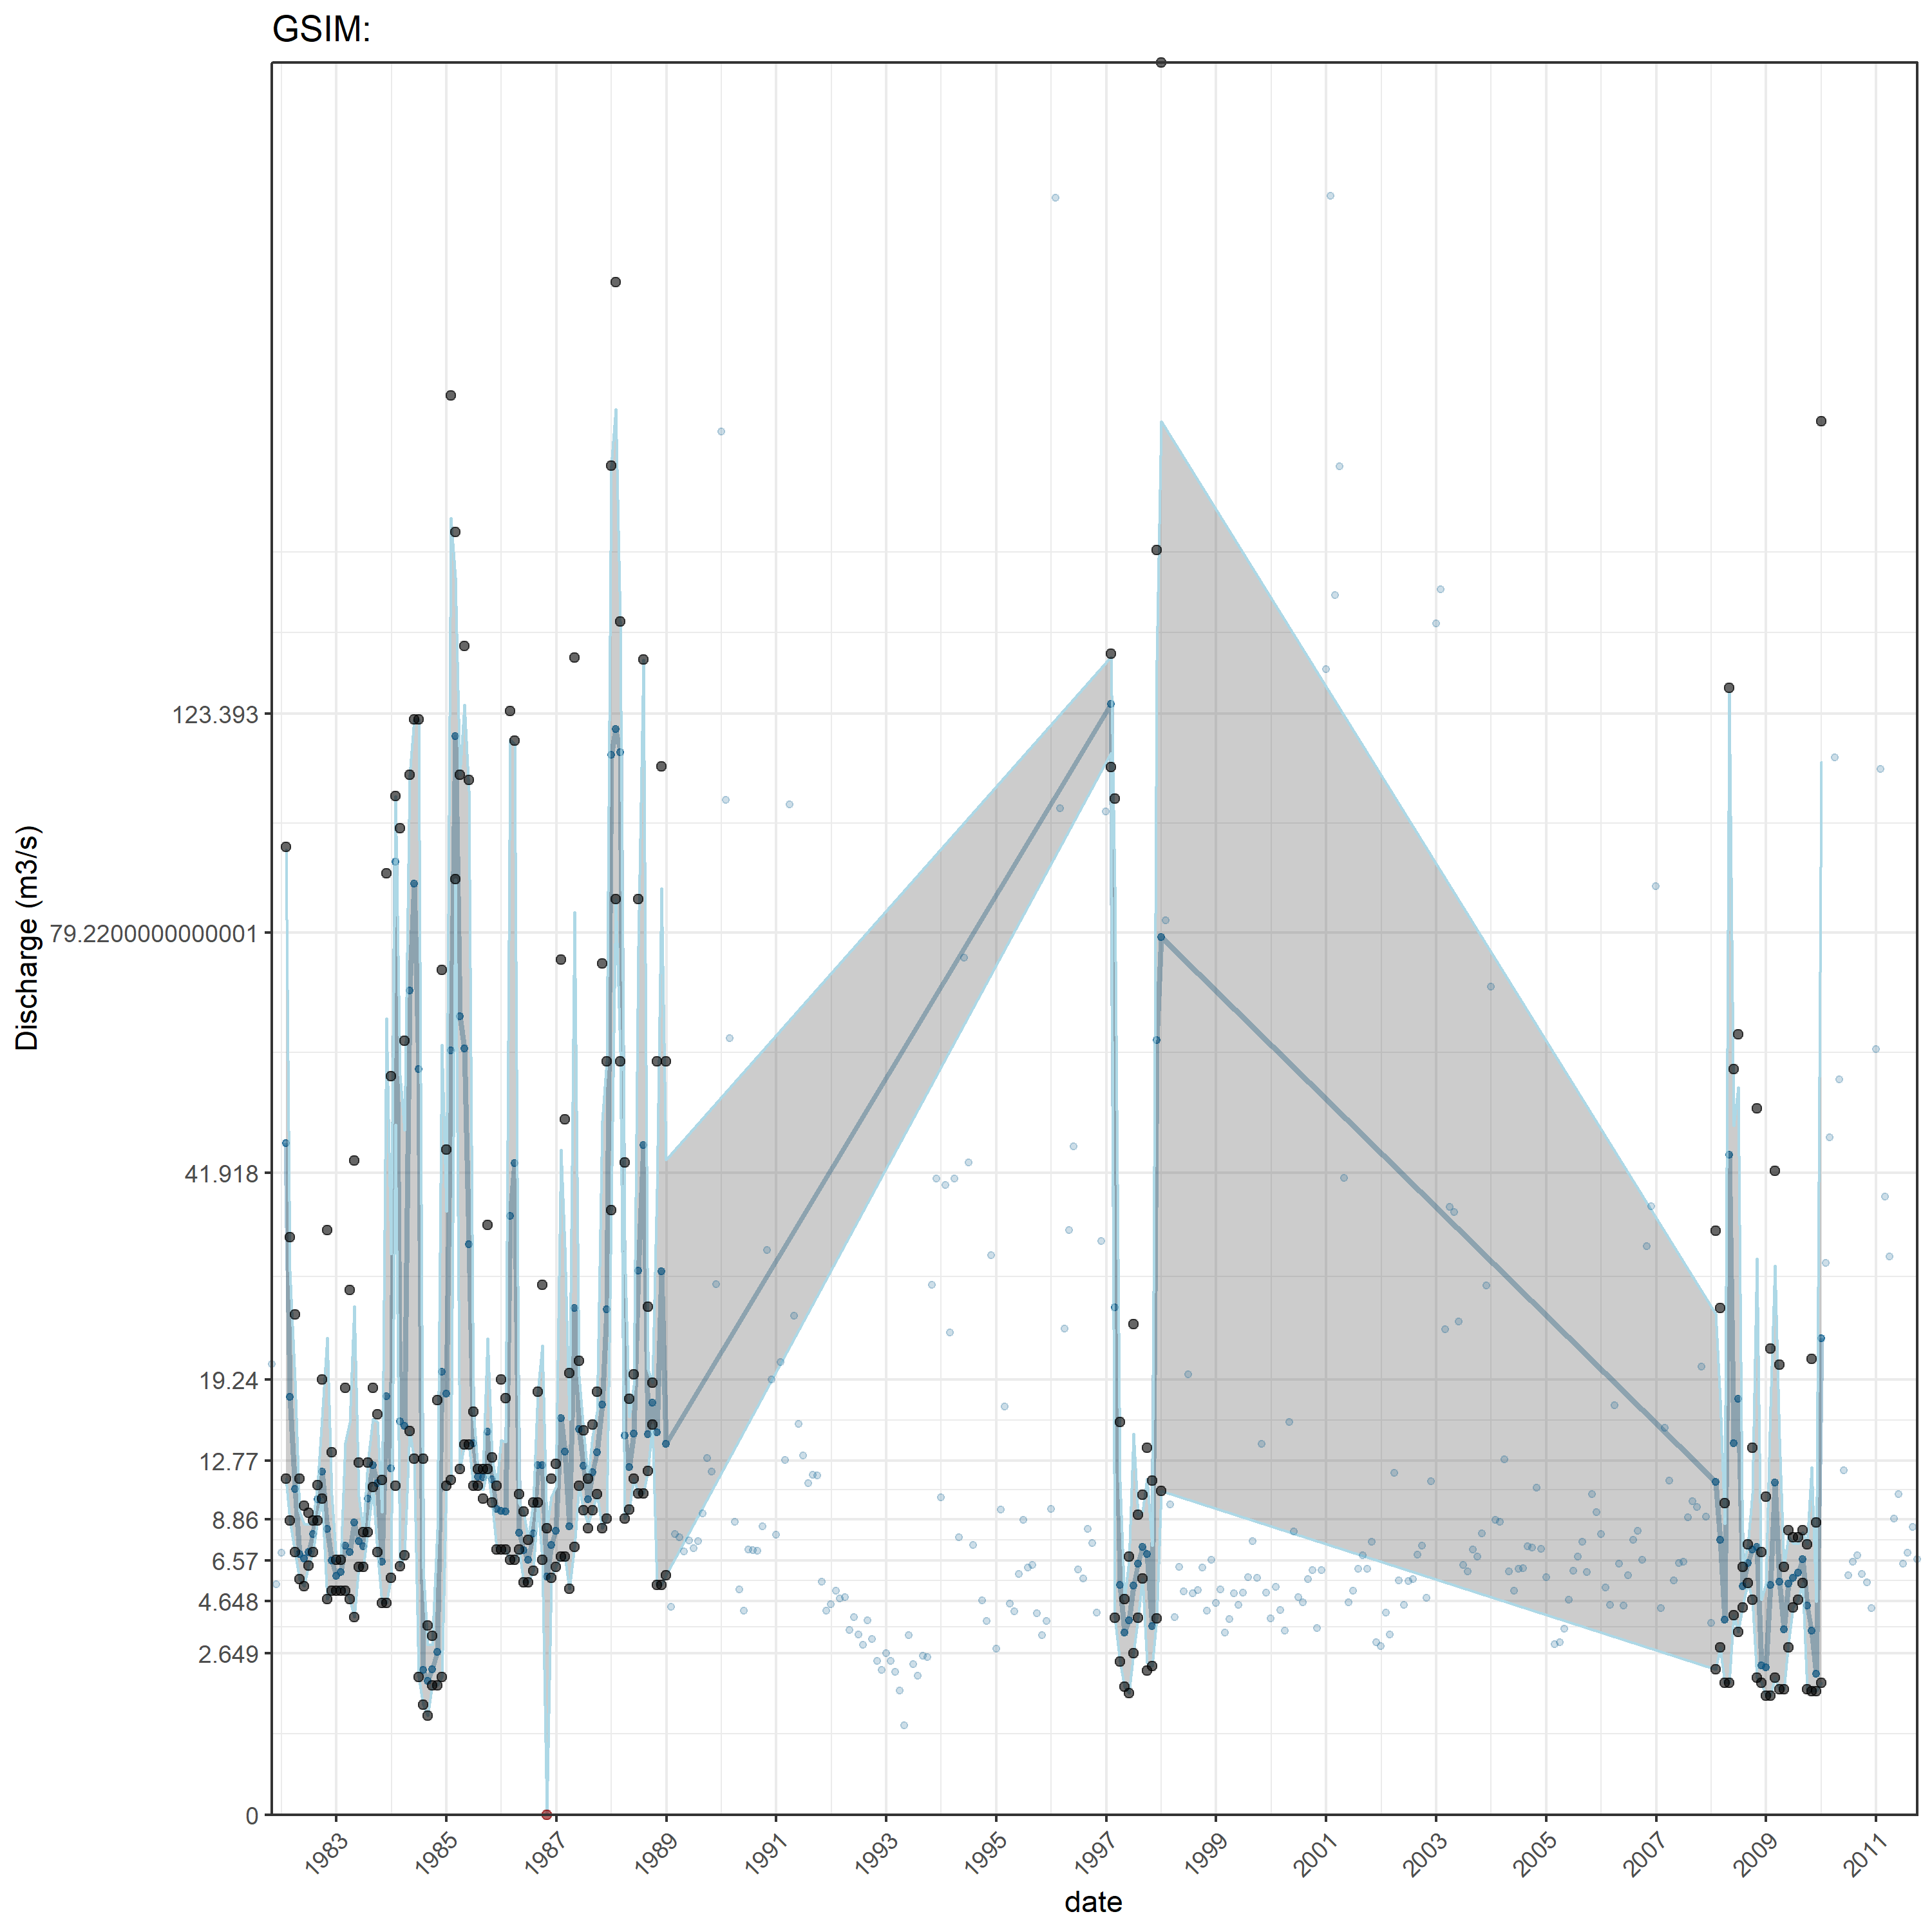 GSIM:
Discharge (m3/s)
123.393
79.2200000000001
41.918
19.24
12.77
8.86
6.57
4.648
2.649
0
1983 1985 1987 1989 1991 1993 1995 1997 1999 2001 2003 2005 2007 2009 2011
date